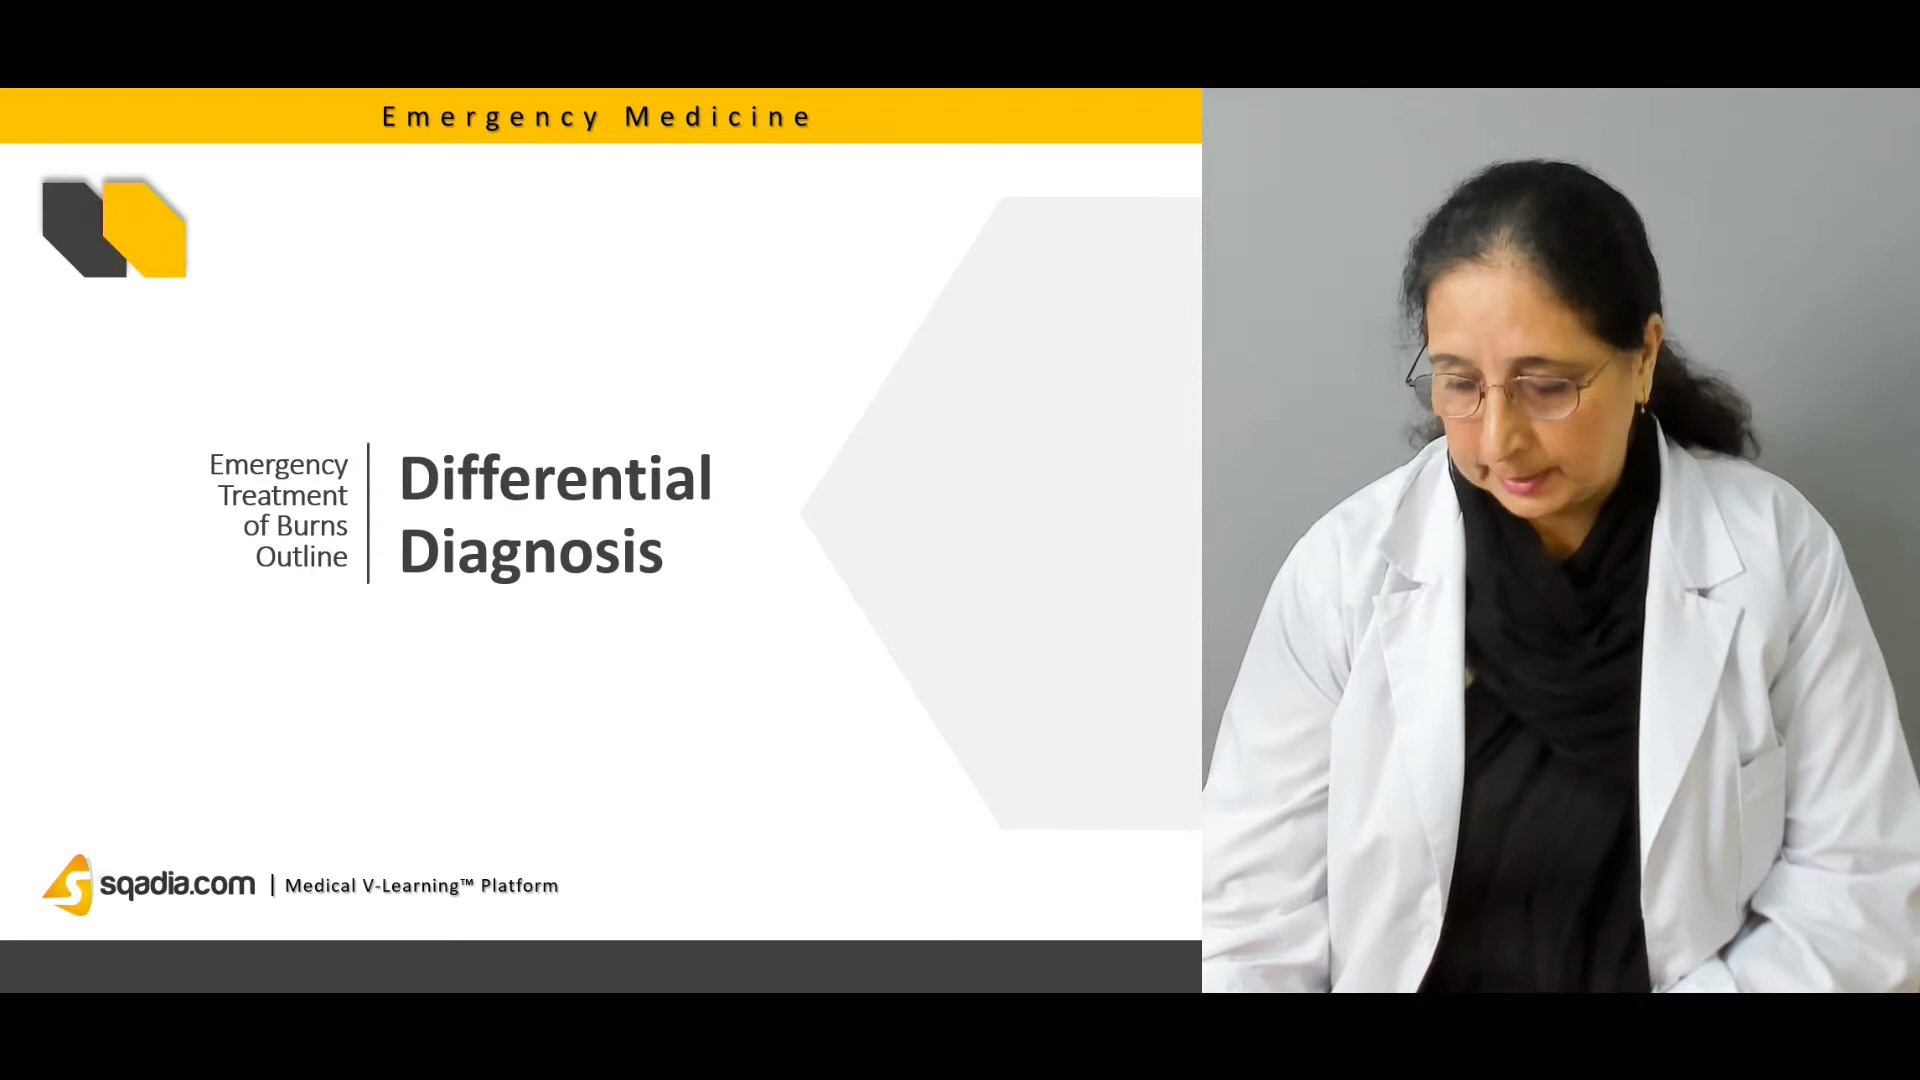 Emergency Medicine
Emergency
Treatment
of Burns
Outline
Differential
Diagnosis
sqadia.com | Medical V-Learning™ Platform